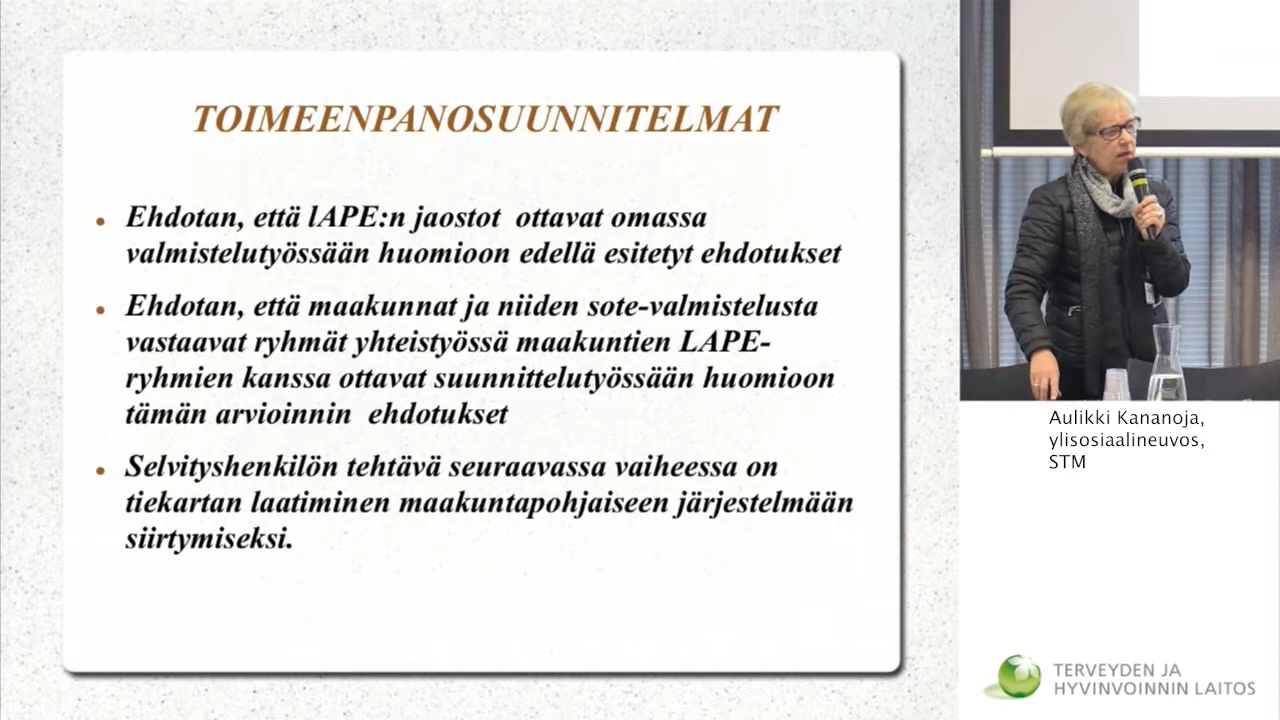 TOIMEENPANOSUUNNITELMAT
Ehdotan, että lAPE:n jaostot ottavat omassa
valmistelutyössään huomioon edellä esitetyt ehdotukset
Ehdotan, että maakunnat ja niiden sote-valmistelusta
vastaavat ryhmät yhteistyössä maakuntien LAPE-
ryhmien kanssa ottavat suunnittelutyössään huomioon
tämän arvioinnin ehdotukset
Selvityshenkilön tehtävä seuraavassa vaiheessa on
tiekartan laatiminen maakuntapohjaiseen järjestelmään
siirtymiseksi.
Aulikki Kananoja,
ylisosiaalineuvos,
STM
TERVEYDEN JA
HYVINVOINNIN LAITOS